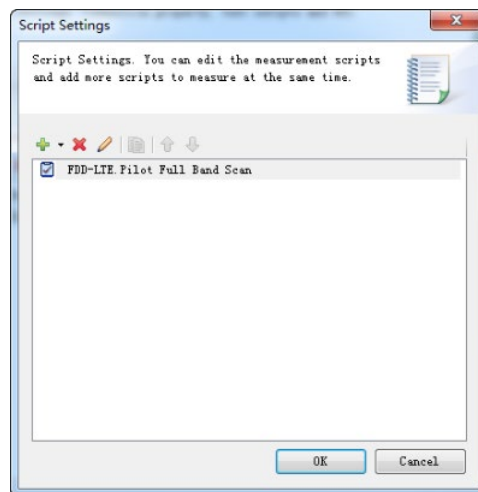 Script Settings
Script Settings. You can edit the measurement scripts
and add more scripts to measure at the same time.
FDD-LTE.Pilot Full Band Scan
OK
Cancel